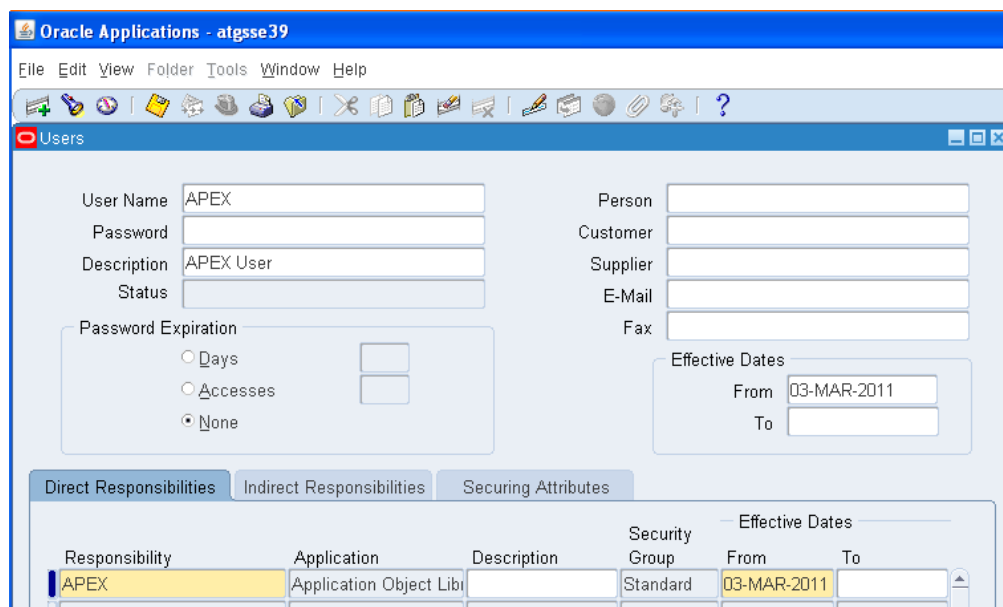 Oracle Applications - atgsse39
File Edit View Folder Tools Window Help
Users
User Name APEX
Password
Description APEX User
Status
Person
Customer
Supplier
E-Mail
Fax
Password Expiration
Days
Accesses
None
Effective Dates
From 03-MAR-2011
To
Direct Responsibilities Indirect Responsibilities Securing Attributes
Effective Dates
Responsibility Application Description Security Group From To
APEX Application Object Libr Standard 03-MAR-2011